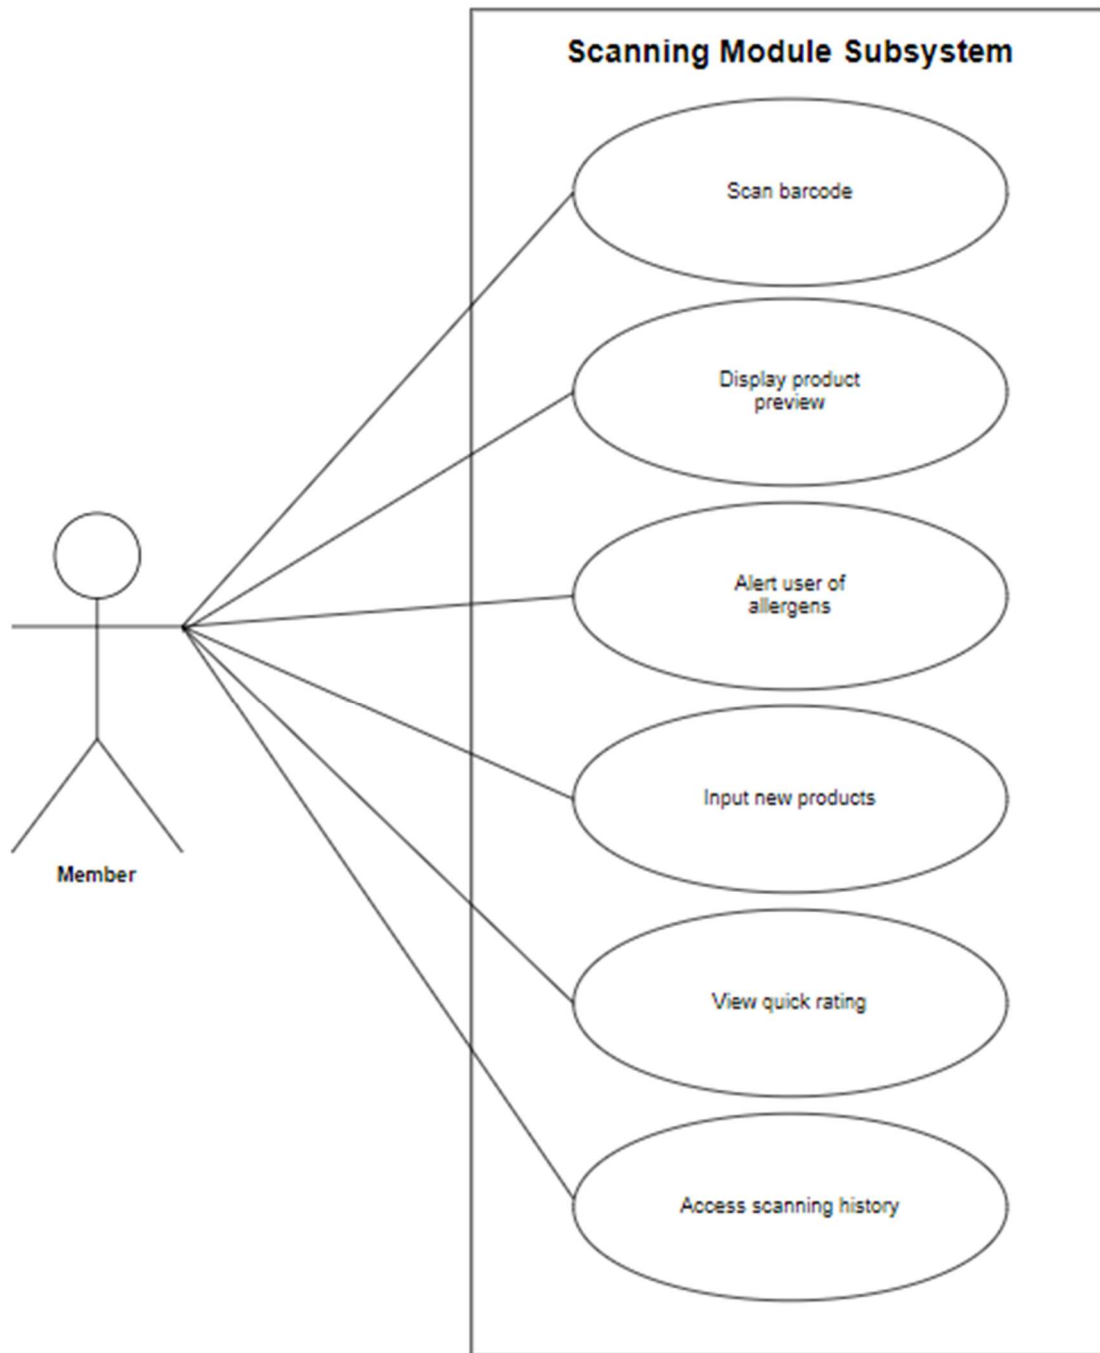 Scanning Module Subsystem
Scan barcode
Display product
preview
Alert user of
allergens
Input new products
Member
View quick rating
Access scanning history